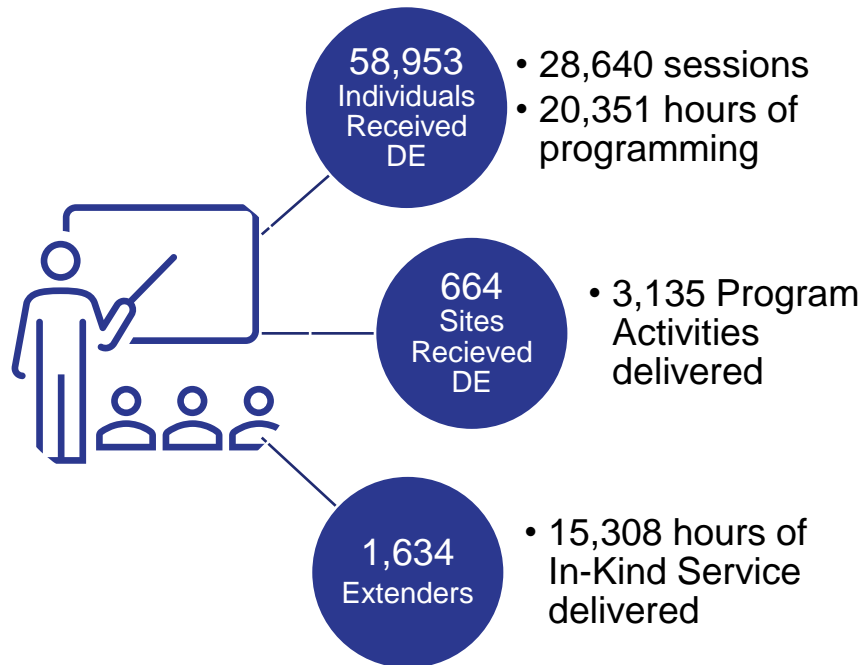 58,953
Individuals
Received
DE
• 28,640 sessions
• 20,351 hours of
programming
664
Sites
Recieved
DE
• 3,135 Program
Activities
delivered
1,634
Extenders
• 15,308 hours of
In-Kind Service
delivered